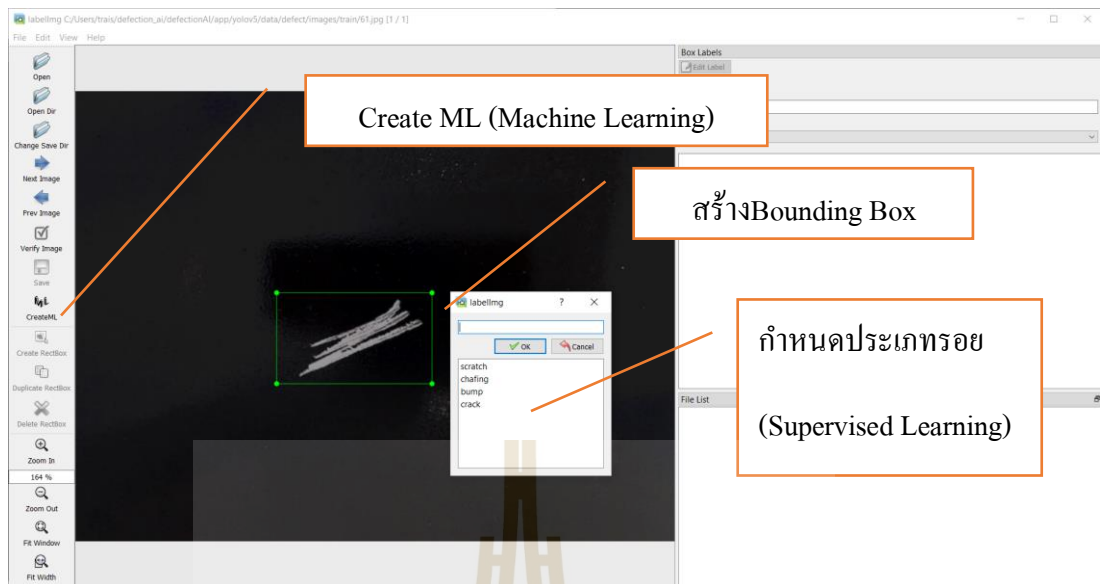 labelImg C:/Users/trais/defection_ai/defectionAI/app/yolov5/data/defect/images/train/61.jpg [1 / 1]
File Edit View Help
Open
Open Dir
Change Save Dir
Next Image
Prev Image
Verify Image
Save
CreateML
Create RectBox
Duplicate RectBox
Delete RectBox
Zoom In
164 %
Zoom Out
Fit Window
Fit Width
Create ML (Machine Learning)
สร้างBounding Box
labelImg ?
OK
Cancel
scratch
chafing
bump
crack
กำหนดประเภทรอย
(Supervised Learning)
Box Labels
Edit Label
File List